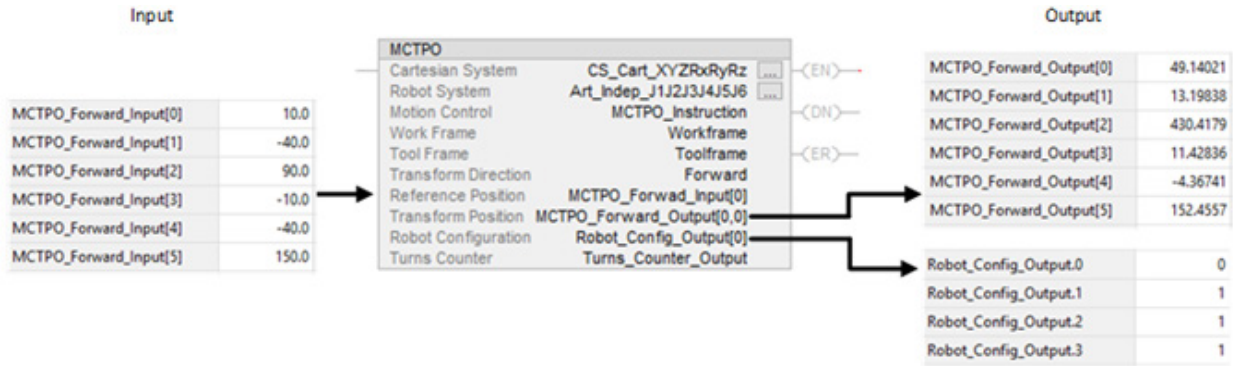 Input
Output
MCTPO_Forward_Input[0] 10.0
MCTPO_Forward_Input[1] -40.0
MCTPO_Forward_Input[2] 90.0
MCTPO_Forward_Input[3] -10.0
MCTPO_Forward_Input[4] -40.0
MCTPO_Forward_Input[5] 150.0
MCTPO
Cartesian System CS_Cart_XYZRxRyRz ... (EN)
Robot System Art_Indep_J1J2J3J4J5J6 ...
Motion Control MCTPO_Instruction (DN)
Work Frame Workframe
Tool Frame Toolframe (ER)
Transform Direction Forward
Reference Position MCTPO_Forwad_Input[0]
Transform Position MCTPO_Forward_Output[0,0]
Robot Configuration Robot_Config_Output[0]
Turns Counter Turns_Counter_Output
MCTPO_Forward_Output[0] 49.14021
MCTPO_Forward_Output[1] 13.19838
MCTPO_Forward_Output[2] 430.4179
MCTPO_Forward_Output[3] 11.42836
MCTPO_Forward_Output[4] -4.36741
MCTPO_Forward_Output[5] 152.4557
Robot_Config_Output.0 0
Robot_Config_Output.1 1
Robot_Config_Output.2 1
Robot_Config_Output.3 1